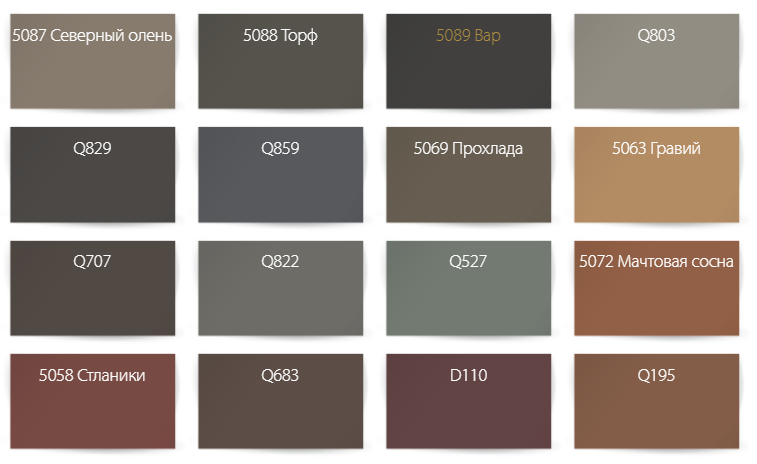 5087 Северный олень
5088 Торф
5089 Вар
Q803
Q829
Q859
5069 Прохлада
5063 Гравий
Q707
Q822
Q527
5072 Мачтовая сосна
5058 Стланики
Q683
D110
Q195